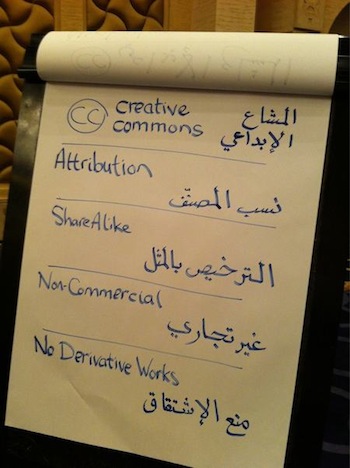 CC creative المشاع
commons الإبداعي
Attribution
نسب المصنّف
ShareAlike
الترخيص بالمثل
Non-Commercial
غير تجاري
No Derivative Works
منع الإشتقاق